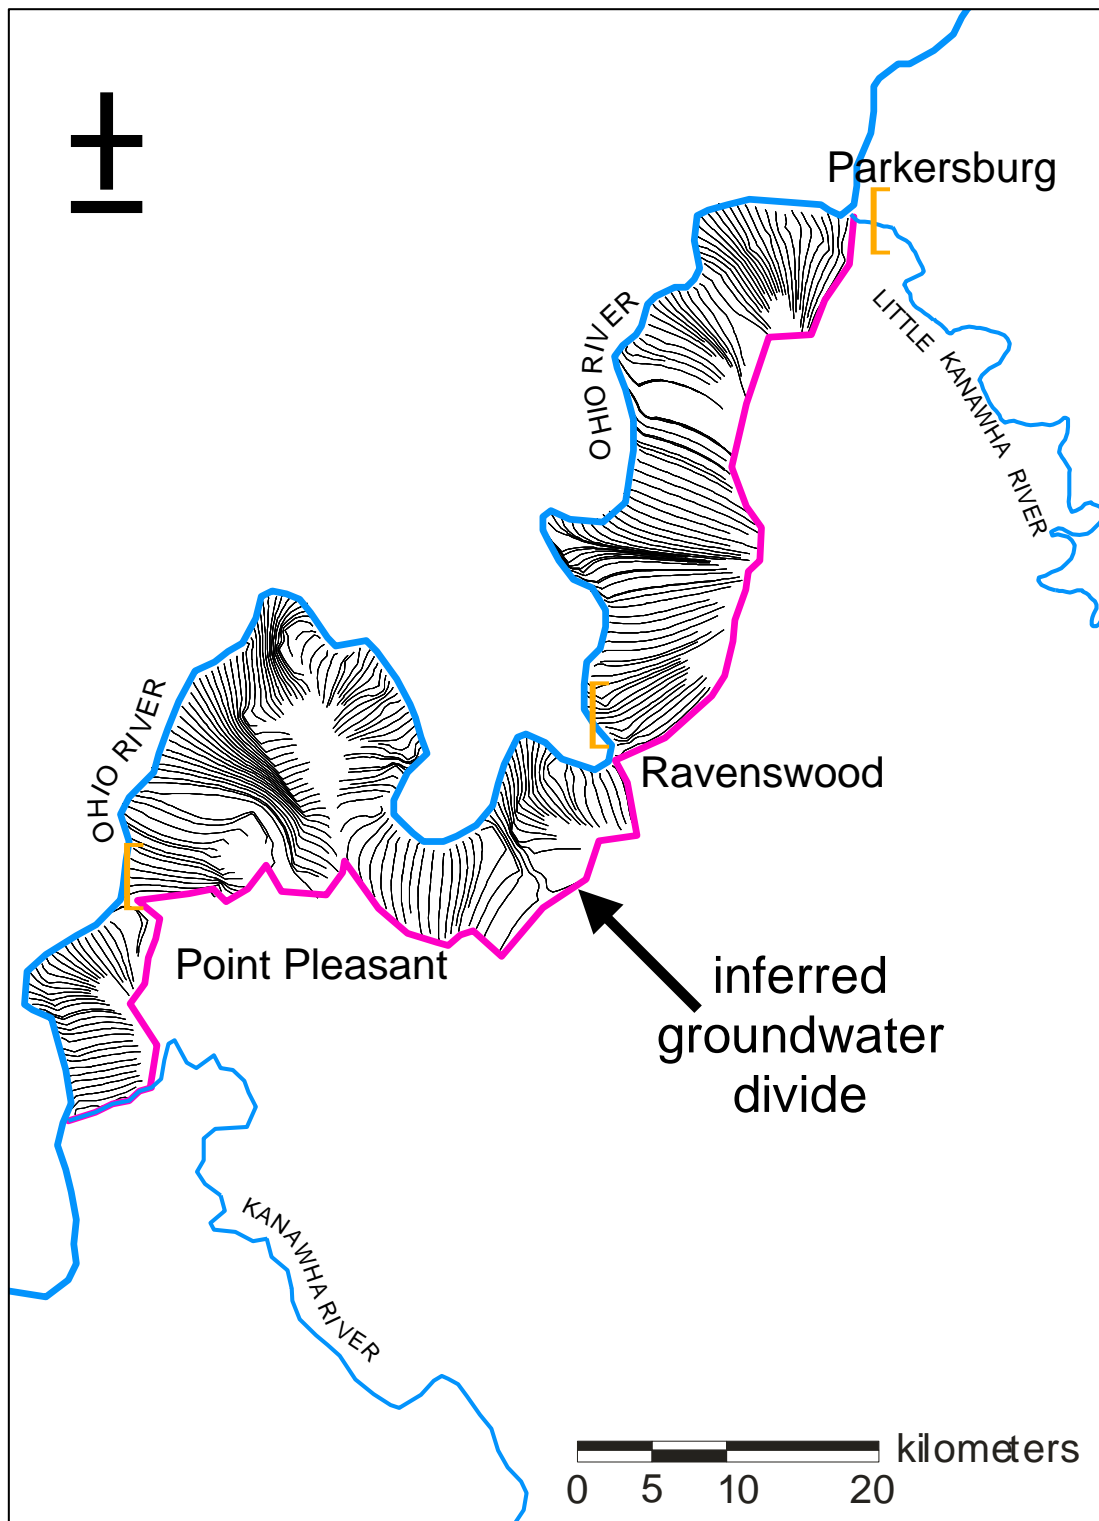 Parkersburg
OHIO RIVER
LITTLE KANAWHA RIVER
OHIO RIVER
Ravenswood
Point Pleasant
inferred
groundwater
divide
KANAWHA RIVER
kilometers
0 5 10 20